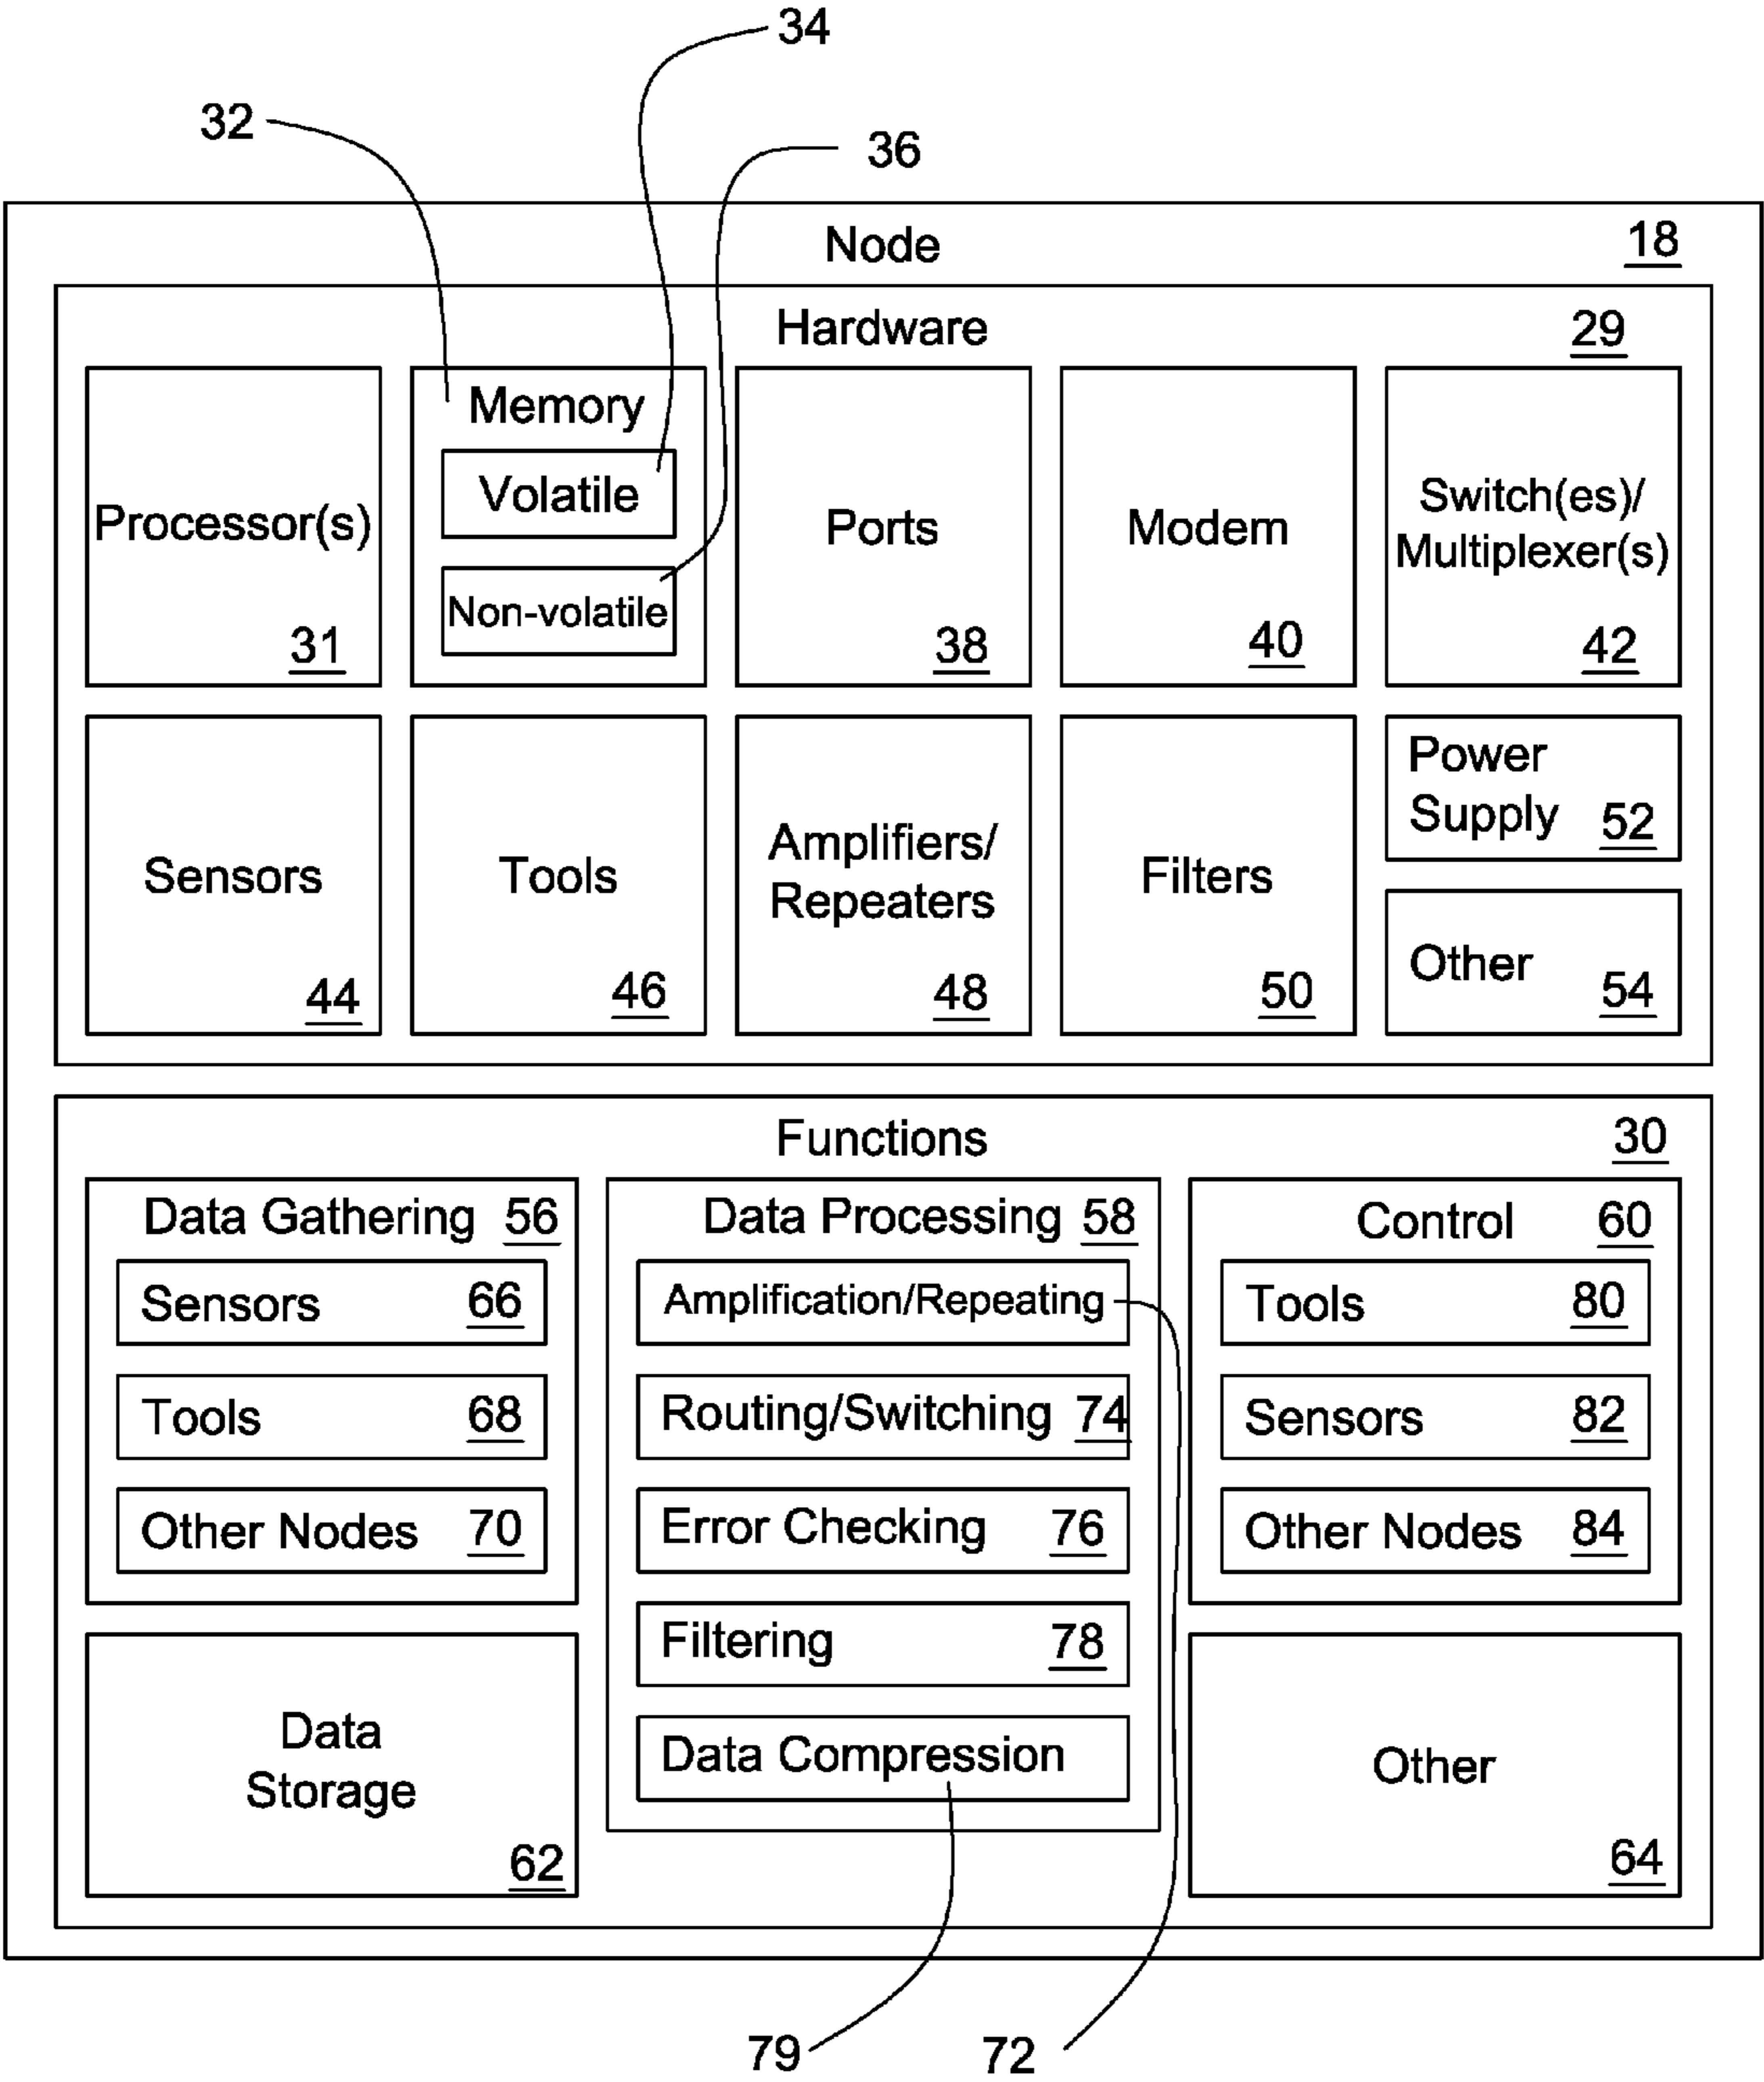 34
32
36
Node 18
Hardware 29
Processor(s)
31
Memory
Volatile
Non-volatile
Ports
38
Modem
40
Switch(es)/
Multiplexer(s)
42
Sensors
44
Tools
46
Amplifiers/
Repeaters
48
Filters
50
Power
Supply 52
Other
54
Functions 30
Data Gathering 56
Sensors 66
Tools 68
Other Nodes 70
Data Processing 58
Amplification/Repeating
Routing/Switching 74
Error Checking 76
Filtering 78
Data Compression
Control 60
Tools 80
Sensors 82
Other Nodes 84
Data
Storage
62
Other
64
79
72